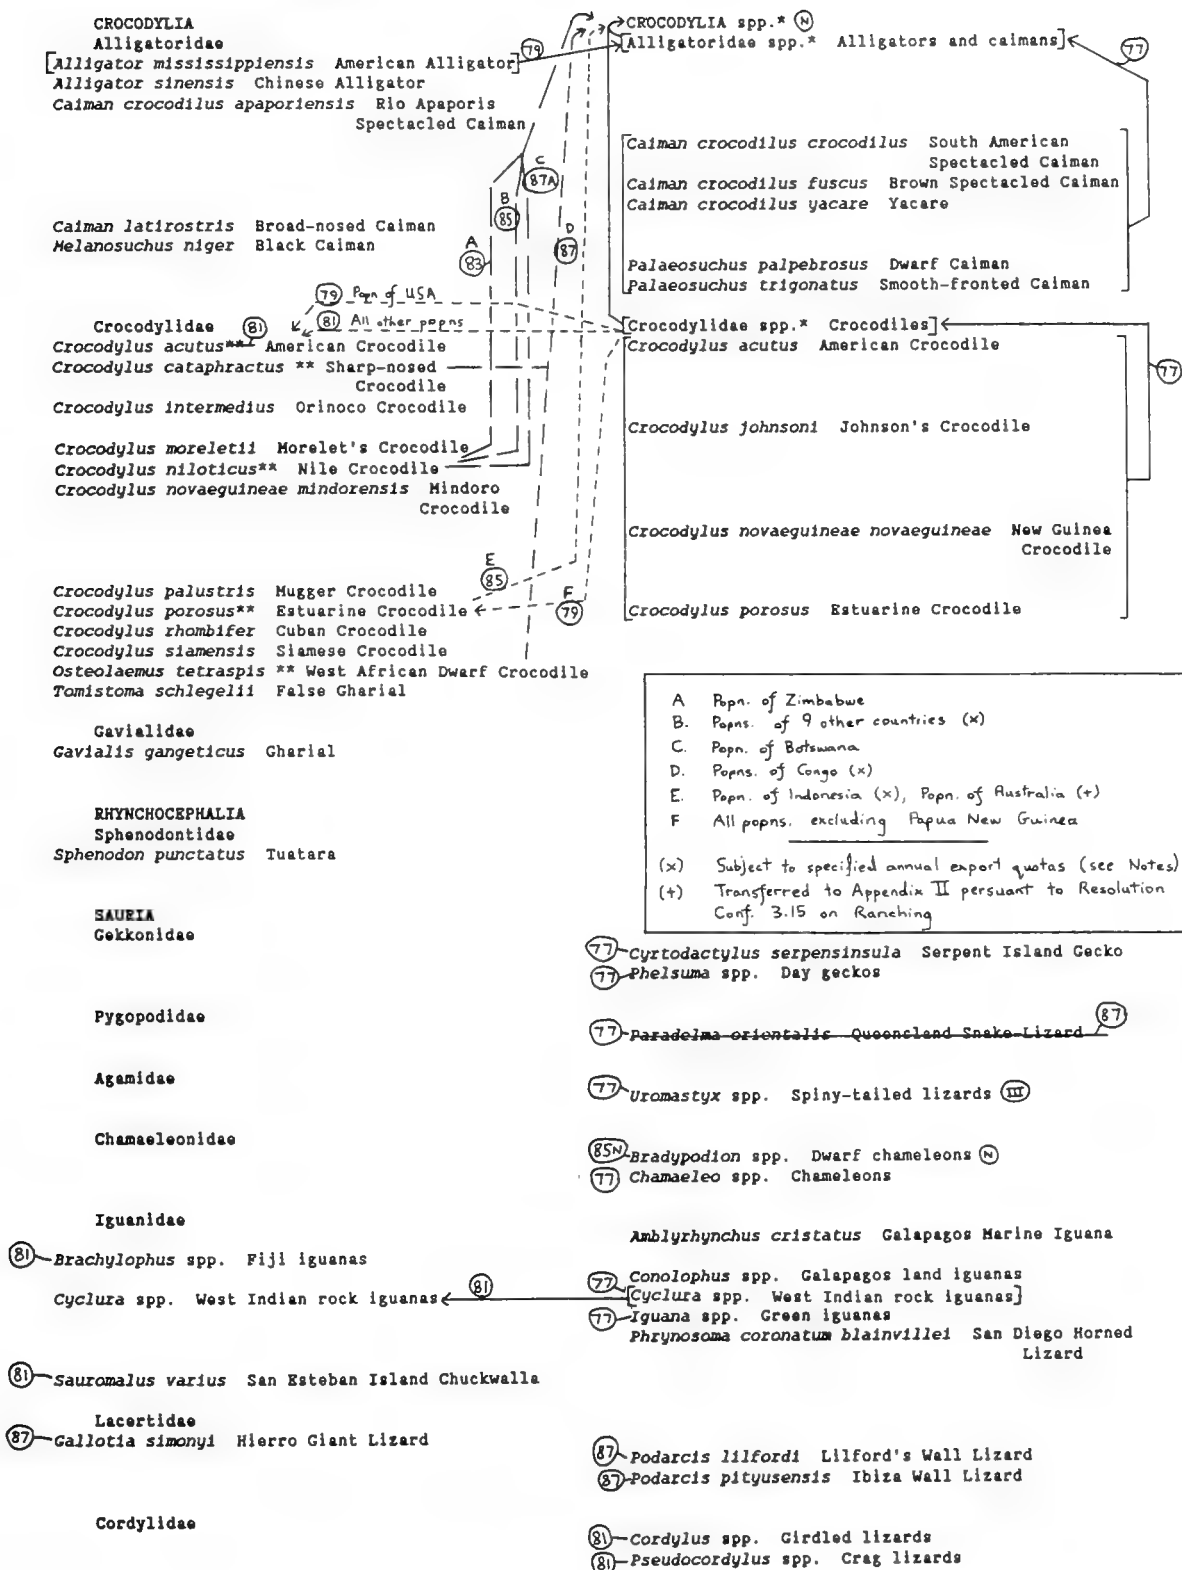 CROCODYLIA
Alligatoridae
[Alligator mississippiensis American Alligator] 79
Alligator sinensis Chinese Alligator
Caiman crocodilus apaporiensis Rio Apaporis
Spectacled Caiman
Caiman latirostris Broad-nosed Caiman
Melanosuchus niger Black Caiman
A
83
B
85
C
87A
D
87
79 Popn of USA
81 All other popns
Crocodylidae 81
Crocodylus acutus** American Crocodile
Crocodylus cataphractus ** Sharp-nosed
Crocodile
Crocodylus intermedius Orinoco Crocodile
Crocodylus moreletii Morelet's Crocodile
Crocodylus niloticus** Nile Crocodile
Crocodylus novaeguineae mindorensis Mindoro
Crocodile
E
85
F
79
Crocodylus palustris Mugger Crocodile
Crocodylus porosus** Estuarine Crocodile
Crocodylus rhombifer Cuban Crocodile
Crocodylus siamensis Siamese Crocodile
Osteolaemus tetraspis ** West African Dwarf Crocodile
Tomistoma schlegelii False Gharial
Gavialidae
Gavialis gangeticus Gharial
RHYNCHOCEPHALIA
Sphenodontidae
Sphenodon punctatus Tuatara
SAURIA
Gekkonidae
Pygopodidae
Agamidae
Chamaeleonidae
Iguanidae
81 Brachylophus spp. Fiji iguanas
Cyclura spp. West Indian rock iguanas 81
81 Sauromalus varius San Esteban Island Chuckwalla
Lacertidae
87 Gallotia simonyi Hierro Giant Lizard
Cordylidae
CROCODYLIA spp.* N
[Alligatoridae spp.* Alligators and caimans] 77
Caiman crocodilus crocodilus South American
Spectacled Caiman
Caiman crocodilus fuscus Brown Spectacled Caiman
Caiman crocodilus yacare Yacare
Palaeosuchus palpebrosus Dwarf Caiman
Palaeosuchus trigonatus Smooth-fronted Caiman
[Crocodylidae spp.* Crocodiles] 77
Crocodylus acutus American Crocodile
Crocodylus johnsoni Johnson's Crocodile
Crocodylus novaeguineae novaeguineae New Guinea
Crocodile
Crocodylus porosus Estuarine Crocodile
A Popn. of Zimbabwe
B. Popns. of 9 other countries (x)
C. Popn. of Botswana
D. Popns. of Congo (x)
E. Popn. of Indonesia (x), Popn. of Australia (+)
F All popns. excluding Papua New Guinea
(x) Subject to specified annual export quotas (see Notes)
(+) Transferred to Appendix II persuant to Resolution
Conf. 3.15 on Ranching
77 Cyrtodactylus serpensinsula Serpent Island Gecko
77 Phelsuma spp. Day geckos
77 Paradelma orientalis Queensland Snake-Lizard 87
77 Uromastyx spp. Spiny-tailed lizards III
85N Bradypodion spp. Dwarf chameleons N
77 Chamaeleo spp. Chameleons
Amblyrhynchus cristatus Galapagos Marine Iguana
77 Conolophus spp. Galapagos land iguanas
[Cyclura spp. West Indian rock iguanas]
77 Iguana spp. Green iguanas
Phrynosoma coronatum blainvillei San Diego Horned
Lizard
87 Podarcis lilfordi Lilford's Wall Lizard
87 Podarcis pityusensis Ibiza Wall Lizard
81 Cordylus spp. Girdled lizards
81 Pseudocordylus spp. Crag lizards